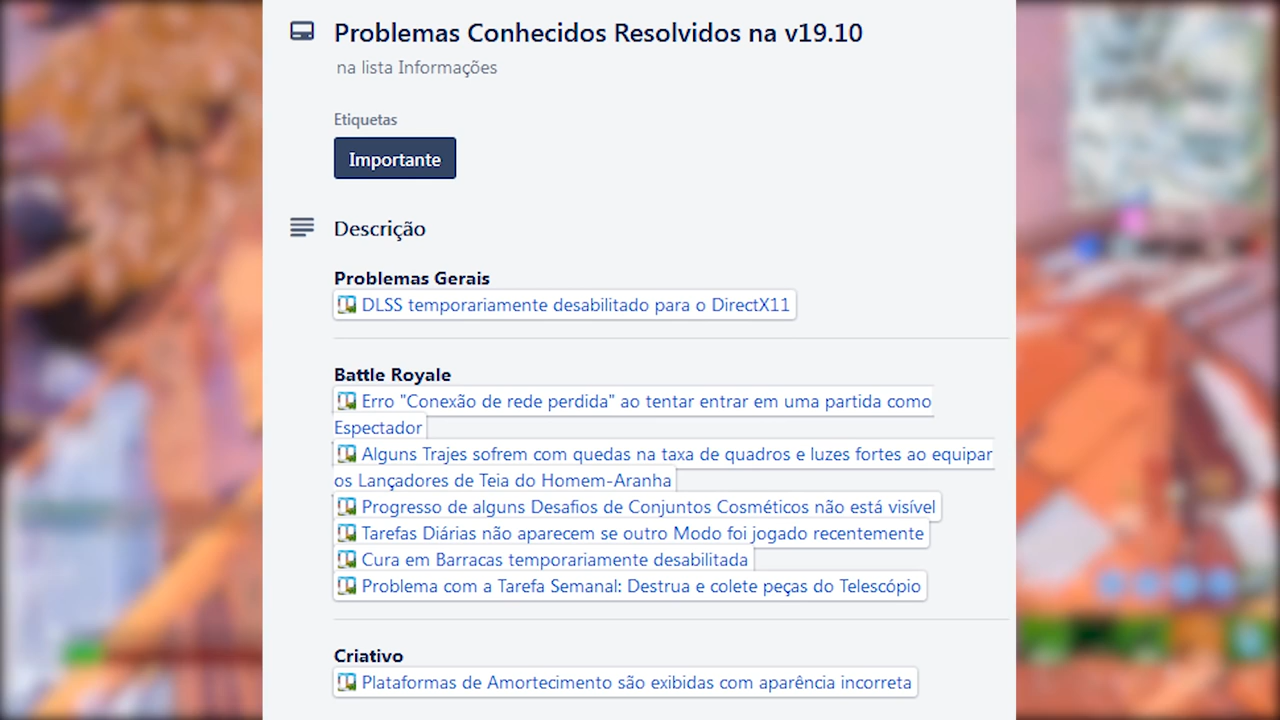 Problemas Conhecidos Resolvidos na v19.10
na lista Informações
Etiquetas
Importante
Descrição
Problemas Gerais
DLSS temporariamente desabilitado para o DirectX11
Battle Royale
Erro "Conexão de rede perdida" ao tentar entrar em uma partida como
Espectador
Alguns Trajes sofrem com quedas na taxa de quadros e luzes fortes ao equipar
os Lançadores de Teia do Homem-Aranha
Progresso de alguns Desafios de Conjuntos Cosméticos não está visível
Tarefas Diárias não aparecem se outro Modo foi jogado recentemente
Cura em Barracas temporariamente desabilitada
Problema com a Tarefa Semanal: Destrua e colete peças do Telescópio
Criativo
Plataformas de Amortecimento são exibidas com aparência incorreta